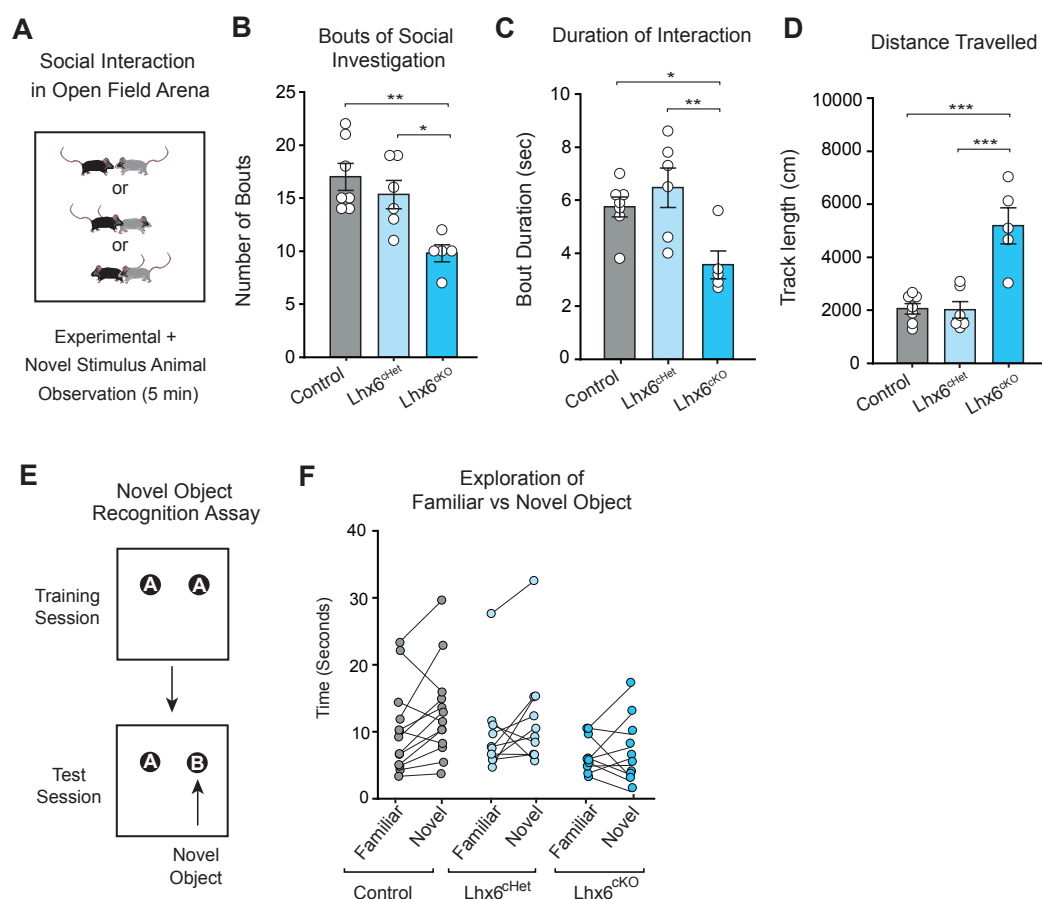 A
Social Interaction
in Open Field Arena
or
or
Experimental +
Novel Stimulus Animal
Observation (5 min)
B
Bouts of Social
Investigation
**
*
Number of Bouts
25
20
15
10
5
0
Control
Lhx6cHet
Lhx6cKO
C
Duration of Interaction
*
**
Bout Duration (sec)
10
8
6
4
2
0
Control
Lhx6cHet
Lhx6cKO
D
Distance Travelled
***
***
Track length (cm)
10000
8000
6000
4000
2000
0
Control
Lhx6cHet
Lhx6cKO
E
Novel Object
Recognition Assay
Training
Session
A A
Test
Session
A B
Novel
Object
F
Exploration of
Familiar vs Novel Object
Time (Seconds)
40
30
20
10
0
Familiar
Novel
Familiar
Novel
Familiar
Novel
Control
Lhx6cHet
Lhx6cKO